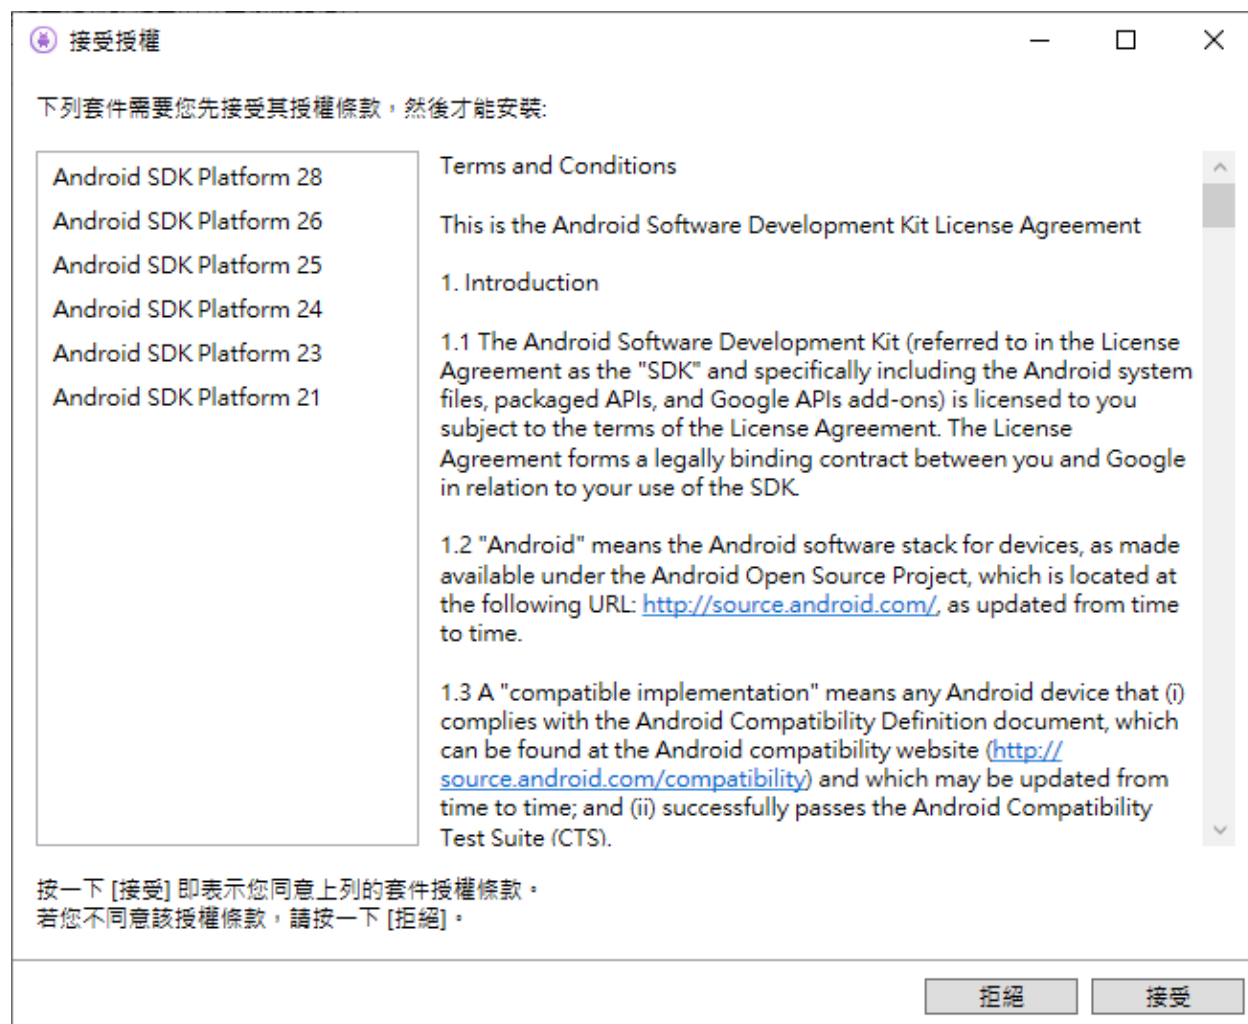 接受授權
下列套件需要您先接受其授權條款，然後才能安裝:
Android SDK Platform 28
Android SDK Platform 26
Android SDK Platform 25
Android SDK Platform 24
Android SDK Platform 23
Android SDK Platform 21
Terms and Conditions
This is the Android Software Development Kit License Agreement
1. Introduction
1.1 The Android Software Development Kit (referred to in the License
Agreement as the "SDK" and specifically including the Android system
files, packaged APIs, and Google APIs add-ons) is licensed to you
subject to the terms of the License Agreement. The License
Agreement forms a legally binding contract between you and Google
in relation to your use of the SDK.
1.2 "Android" means the Android software stack for devices, as made
available under the Android Open Source Project, which is located at
the following URL: http://source.android.com/, as updated from time
to time.
1.3 A "compatible implementation" means any Android device that (i)
complies with the Android Compatibility Definition document, which
can be found at the Android compatibility website (http://
source.android.com/compatibility) and which may be updated from
time to time; and (ii) successfully passes the Android Compatibility
Test Suite (CTS).
按一下 [接受] 即表示您同意上列的套件授權條款。
若您不同意該授權條款，請按一下 [拒絕]。
拒絕
接受